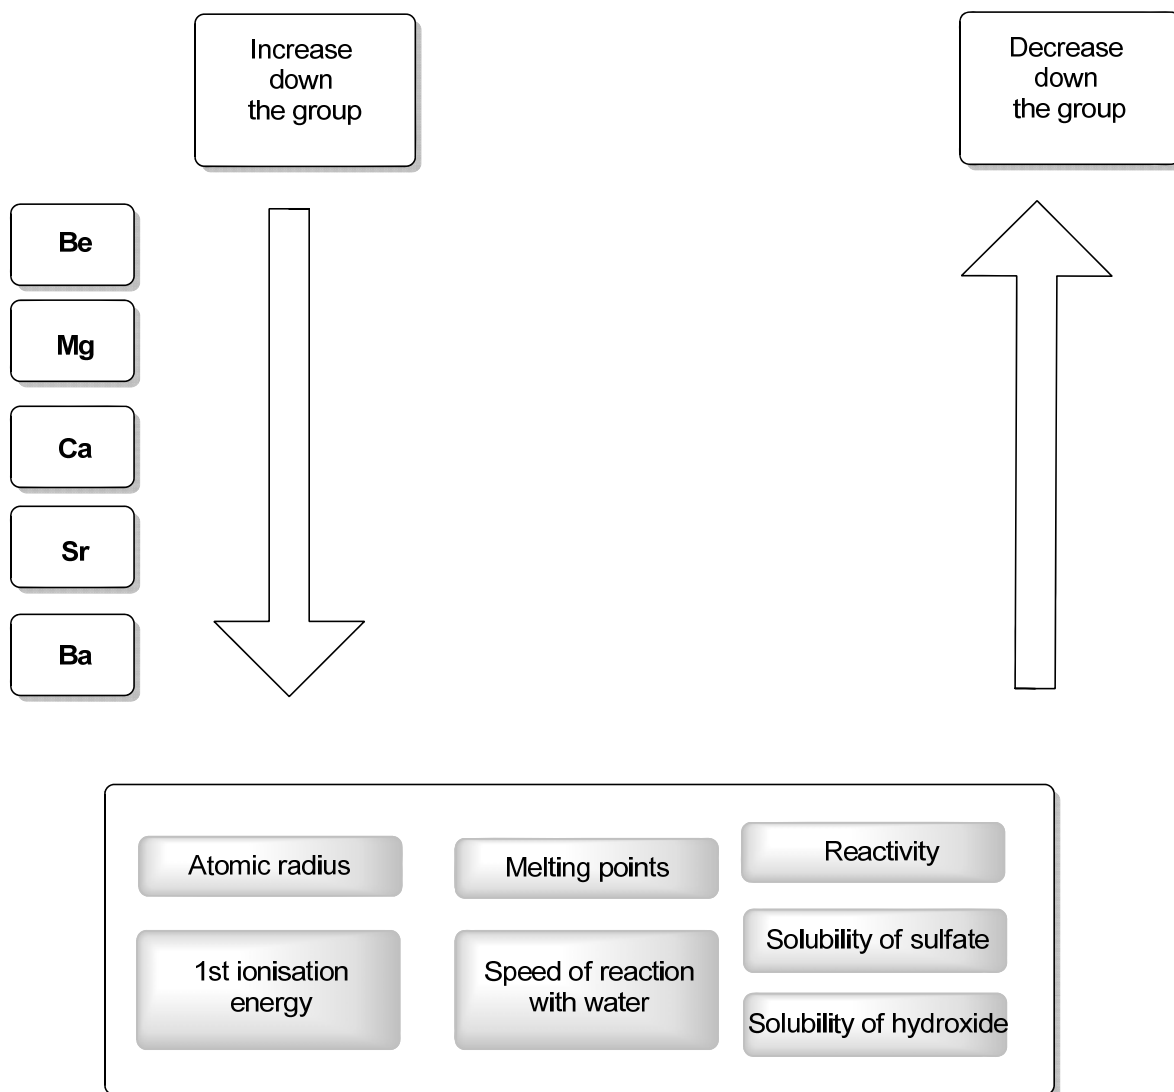 Increase
down
the group
Decrease
down
the group
Be
Mg
Ca
Sr
Ba
Atomic radius
Melting points
Reactivity
1st ionisation
energy
Speed of reaction
with water
Solubility of sulfate
Solubility of hydroxide